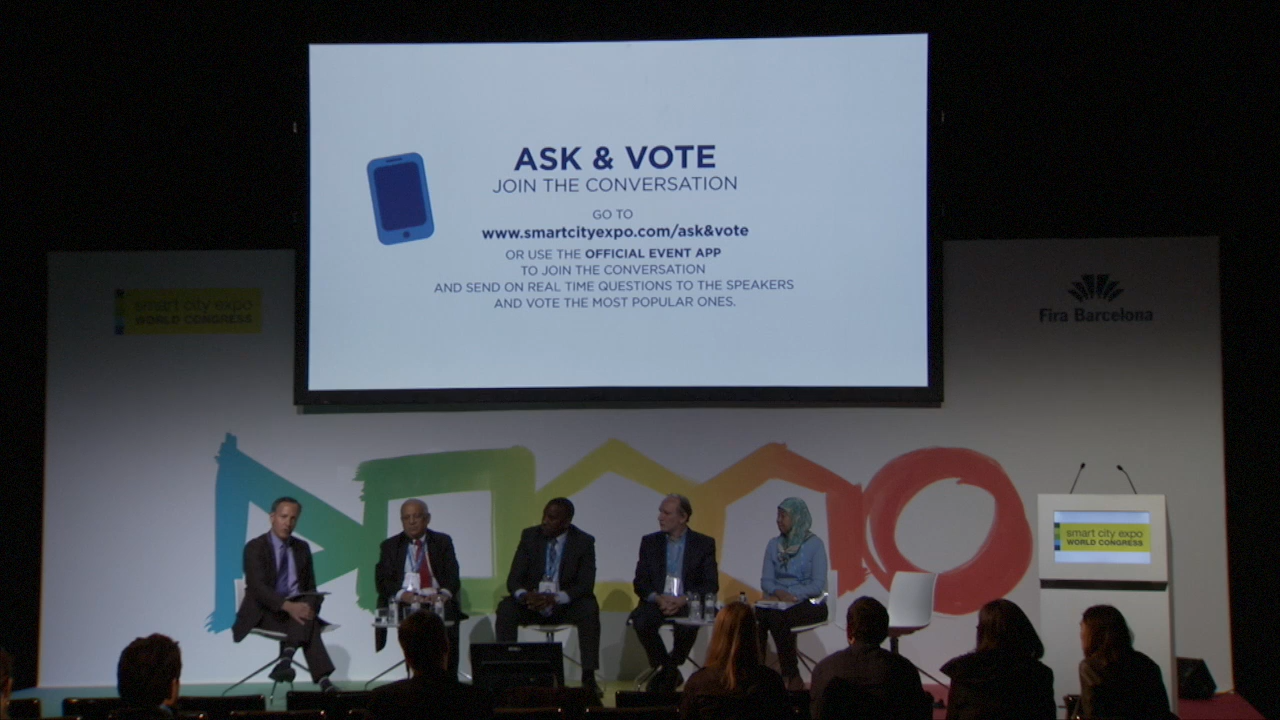 ASK & VOTE
JOIN THE CONVERSATION
GO TO
www.smartcityexpo.com/ask&vote
OR USE THE OFFICIAL EVENT APP
TO JOIN THE CONVERSATION
AND SEND ON REAL TIME QUESTIONS TO THE SPEAKERS
AND VOTE THE MOST POPULAR ONES.
smart city expo
WORLD CONGRESS
Fira Barcelona
smart city expo
WORLD CONGRESS